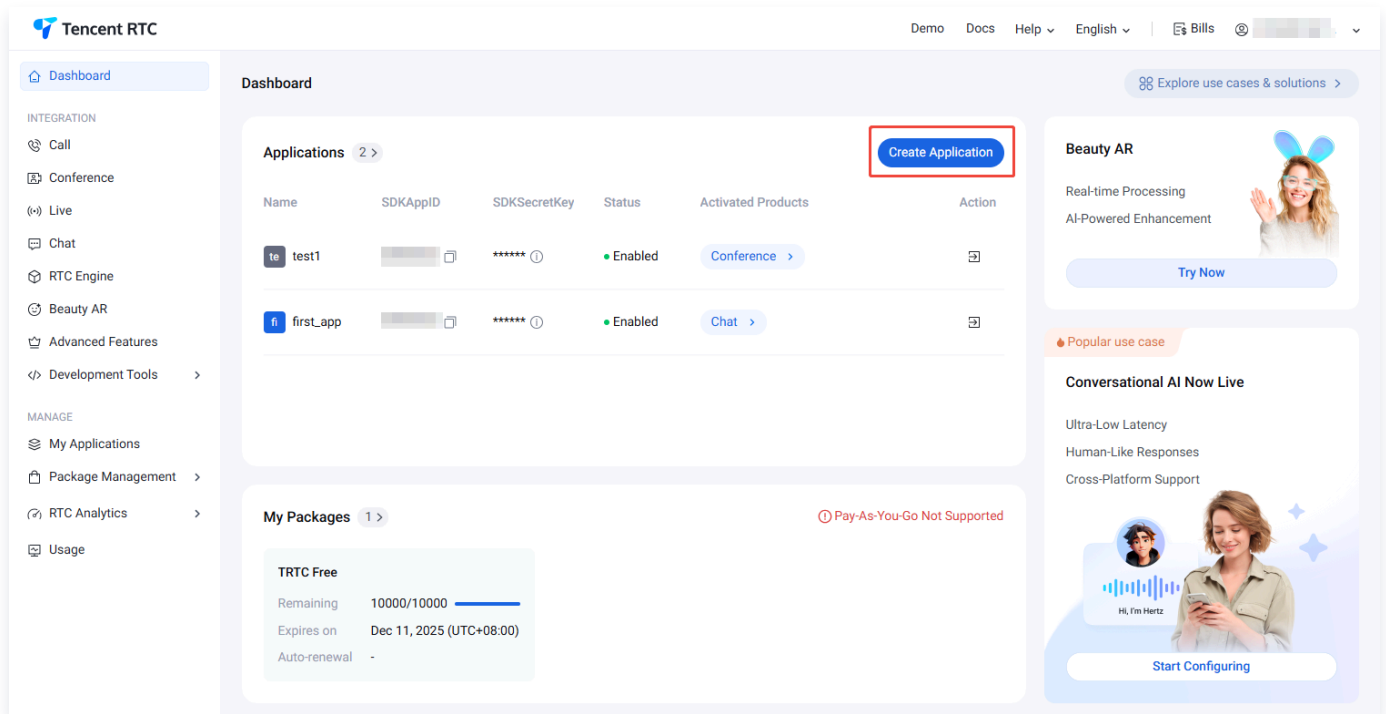 Tencent RTC
Demo
Docs
Help
English
Bills
Dashboard
INTEGRATION
Call
Conference
Live
Chat
RTC Engine
Beauty AR
Advanced Features
Development Tools
MANAGE
My Applications
Package Management
RTC Analytics
Usage
Dashboard
Explore use cases & solutions
Applications 2 >
Create Application
Name SDKAppID SDKSecretKey Status Activated Products Action
te test1 ****** Enabled Conference >
fi first_app ****** Enabled Chat >
My Packages 1 >
Pay-As-You-Go Not Supported
TRTC Free
Remaining 10000/10000
Expires on Dec 11, 2025 (UTC+08:00)
Auto-renewal -
Beauty AR
Real-time Processing
AI-Powered Enhancement
Try Now
Popular use case
Conversational AI Now Live
Ultra-Low Latency
Human-Like Responses
Cross-Platform Support
Hi, I'm Hertz
Start Configuring